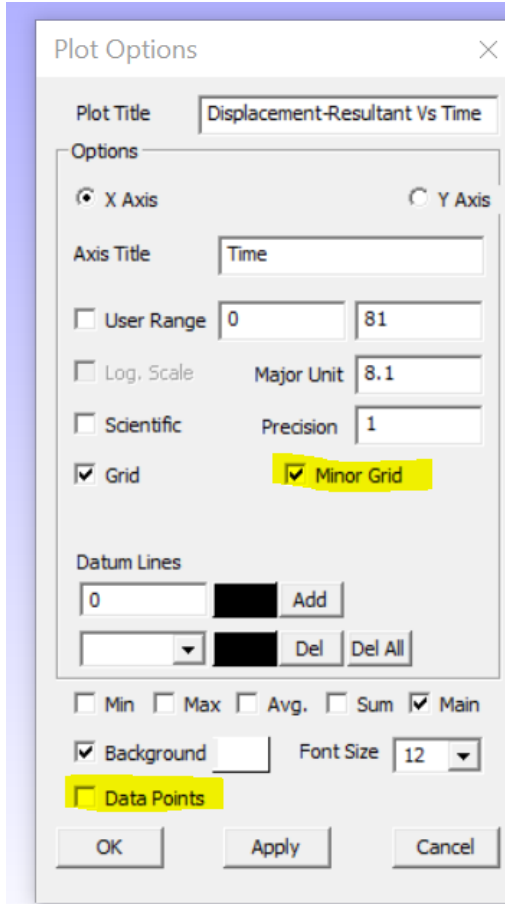 Plot Options
Plot Title Displacement-Resultant Vs Time
Options
X Axis Y Axis
Axis Title Time
User Range 0 81
Log. Scale Major Unit 8.1
Scientific Precision 1
Grid Minor Grid
Datum Lines
0 Add
Del Del All
Min Max Avg. Sum Main
Background Font Size 12
Data Points
OK Apply Cancel